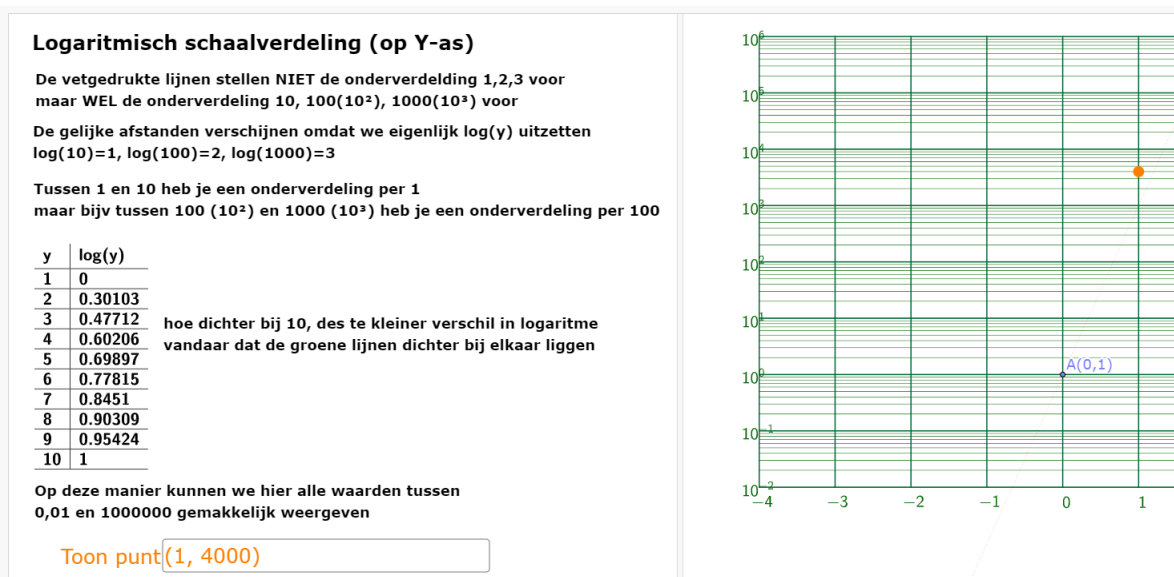 Logaritmisch schaalverdeling (op Y-as)
De vetgedrukte lijnen stellen NIET de onderverdelding 1,2,3 voor
maar WEL de onderverdeling 10, 100(10²), 1000(10³) voor
De gelijke afstanden verschijnen omdat we eigenlijk log(y) uitzetten
log(10)=1, log(100)=2, log(1000)=3
Tussen 1 en 10 heb je een onderverdeling per 1
maar bijv tussen 100 (10²) en 1000 (10³) heb je een onderverdeling per 100
y log(y)
1 0
2 0.30103
3 0.47712
4 0.60206
5 0.69897
6 0.77815
7 0.8451
8 0.90309
9 0.95424
10 1
hoe dichter bij 10, des te kleiner verschil in logaritme
vandaar dat de groene lijnen dichter bij elkaar liggen
Op deze manier kunnen we hier alle waarden tussen
0,01 en 1000000 gemakkelijk weergeven
Toon punt (1, 4000)
10⁶
10⁵
10⁴
10³
10²
10¹
10⁰
10⁻¹
10⁻²
A(0,1)
−4 −3 −2 −1 0 1